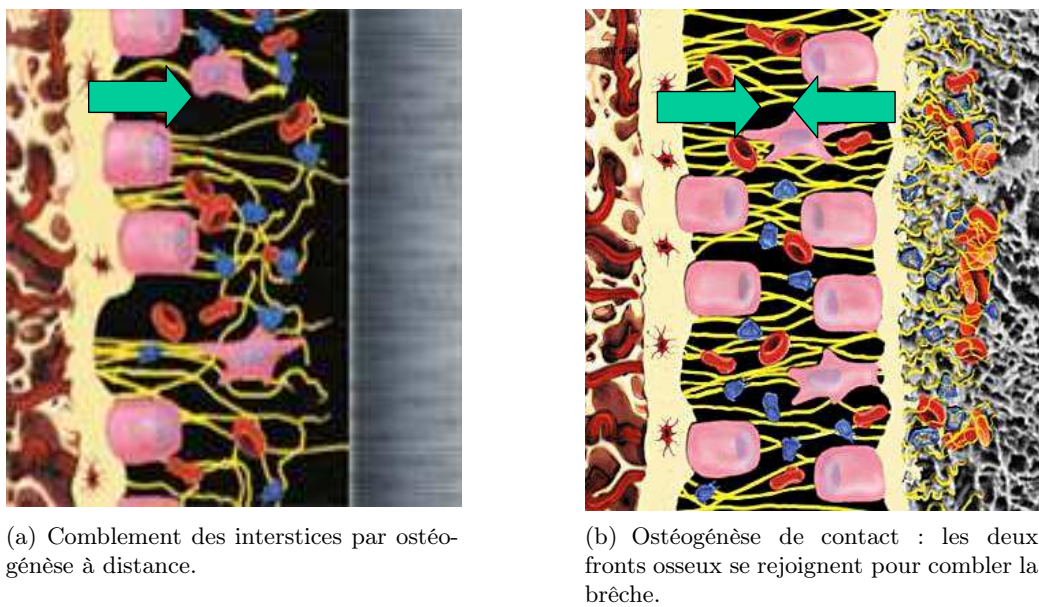 (a) Comblement des interstices par ostéo-
génèse à distance.
(b) Ostéogénèse de contact : les deux
fronts osseux se rejoignent pour combler la
brêche.